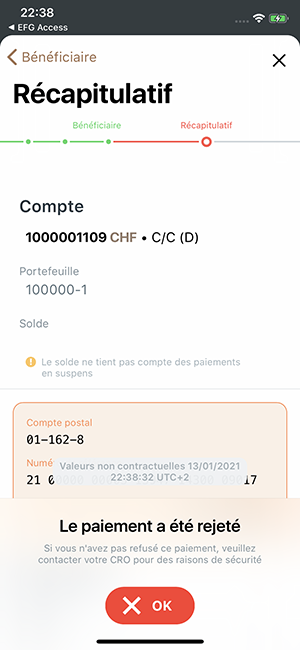 22:38
◀ EFG Access
Bénéficiaire
Récapitulatif
Bénéficiaire Récapitulatif
Compte
1000001109 CHF • C/C (D)
Portefeuille
100000-1
Solde
Le solde ne tient pas compte des paiements
en suspens
Compte postal
01-162-8
Numé
Valeurs non contractuelles 13/01/2021
22:38:32 UTC+2
21 17
Le paiement a été rejeté
Si vous n'avez pas refusé ce paiement, veuillez
contacter votre CRO pour des raisons de sécurité
OK